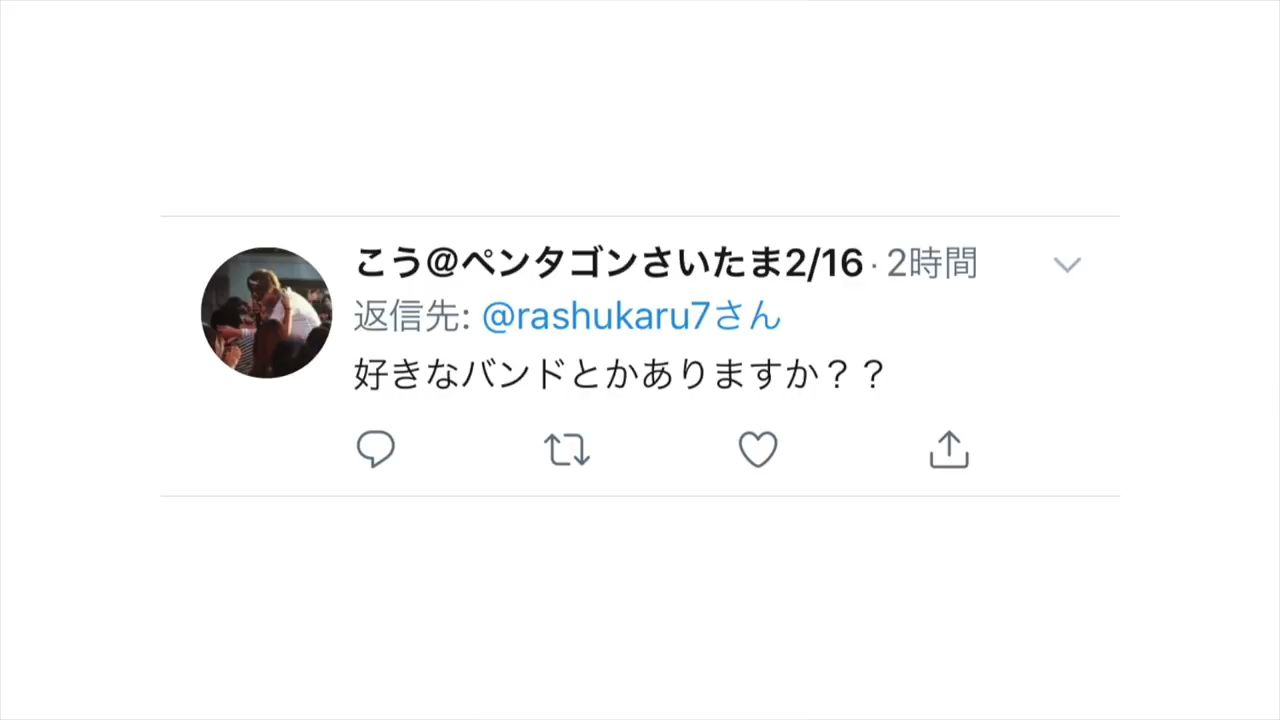 こう@ペンタゴンさいたま2/16 · 2時間
返信先: @rashukaru7さん
好きなバンドとかありますか？？